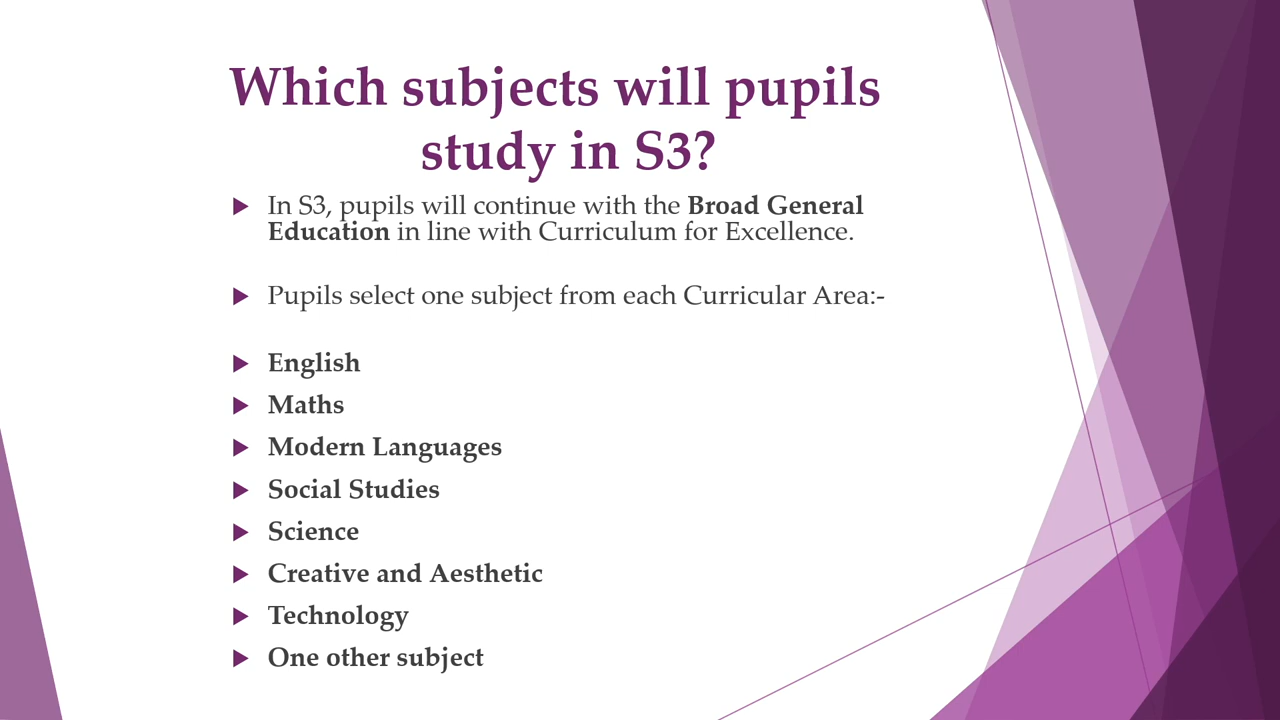 Which subjects will pupils
study in S3?
In S3, pupils will continue with the Broad General
Education in line with Curriculum for Excellence.
Pupils select one subject from each Curricular Area:-
English
Maths
Modern Languages
Social Studies
Science
Creative and Aesthetic
Technology
One other subject